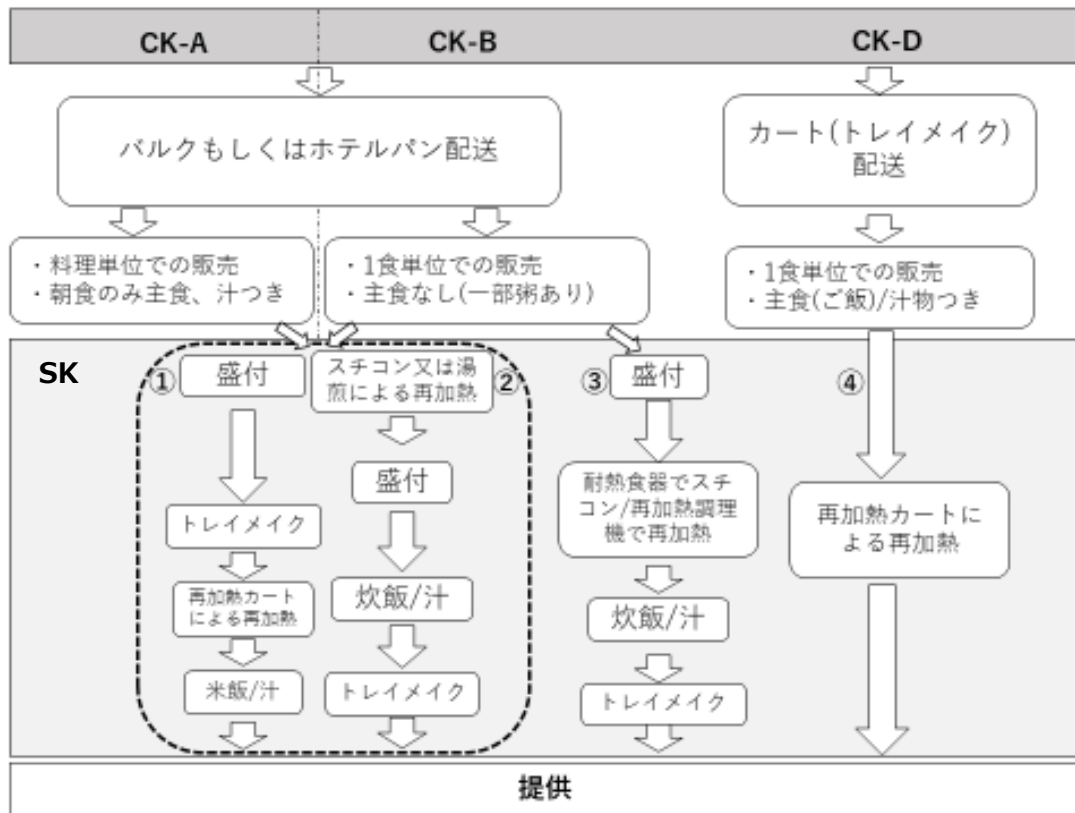 CK-A
CK-B
CK-D
バルクもしくはホテルパン配送
カート(トレイメイク)
配送
・料理単位での販売
・朝食のみ主食、汁つき
・1食単位での販売
・主食なし(一部粥あり)
・1食単位での販売
・主食(ご飯)/汁物つき
SK
①
盛付
トレイメイク
再加熱カート
による再加熱
米飯/汁
スチコン又は湯
煎による再加熱
②
盛付
炊飯/汁
トレイメイク
③
盛付
耐熱食器でスチ
コン/再加熱調理
機で再加熱
炊飯/汁
トレイメイク
④
再加熱カートに
よる再加熱
提供